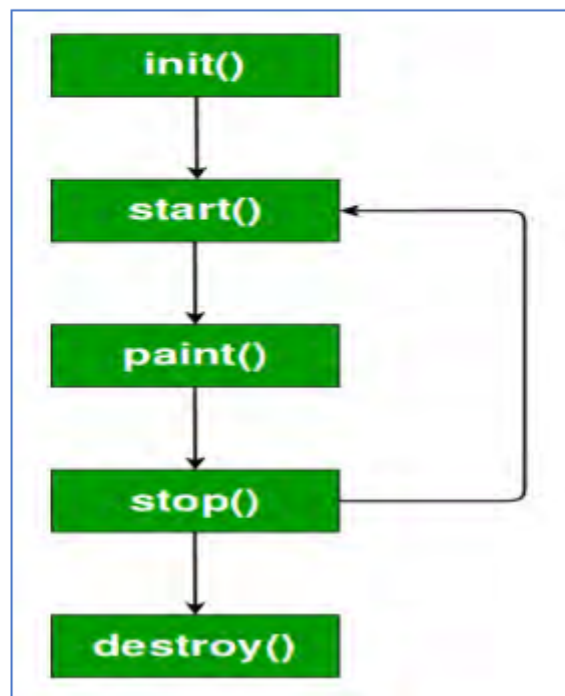 init()
start()
paint()
stop()
destroy()